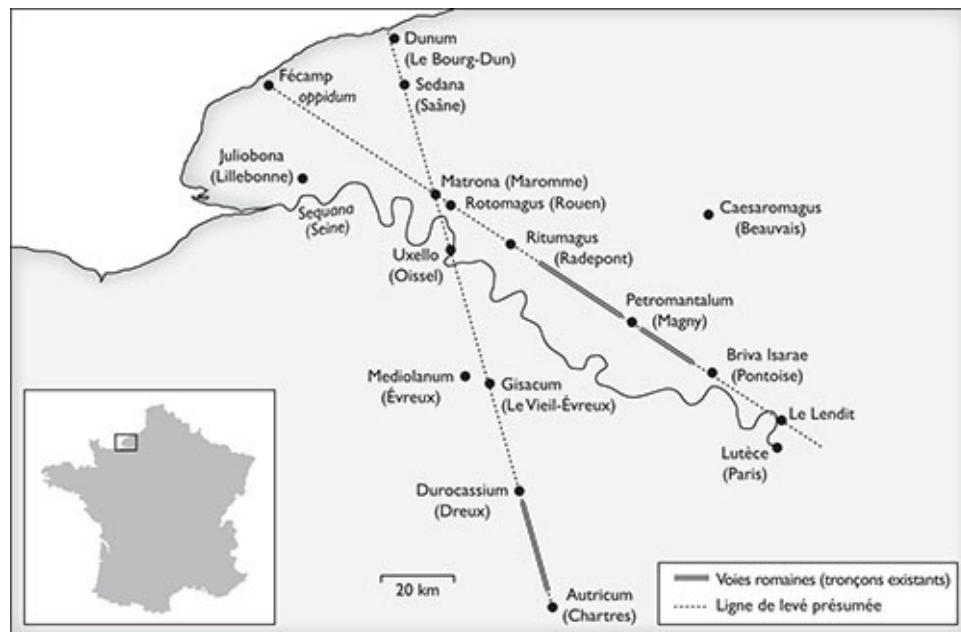 Dunum
(Le Bourg-Dun)
Fécamp
oppidum
Sedana
(Saâne)
Juliobona
(Lillebonne)
Matrona (Maromme)
Rotomagus (Rouen)
Sequana
(Seine)
Caesaromagus
(Beauvais)
Ritumagus
(Radepont)
Uxello
(Oissel)
Petromantalum
(Magny)
Briva Isarae
(Pontoise)
Mediolanum
(Évreux)
Gisacum
(Le Vieil-Évreux)
Le Lendit
Lutèce
(Paris)
Durocassium
(Dreux)
20 km
Autricum
(Chartres)
Voies romaines (tronçons existants)
Ligne de levé présumée